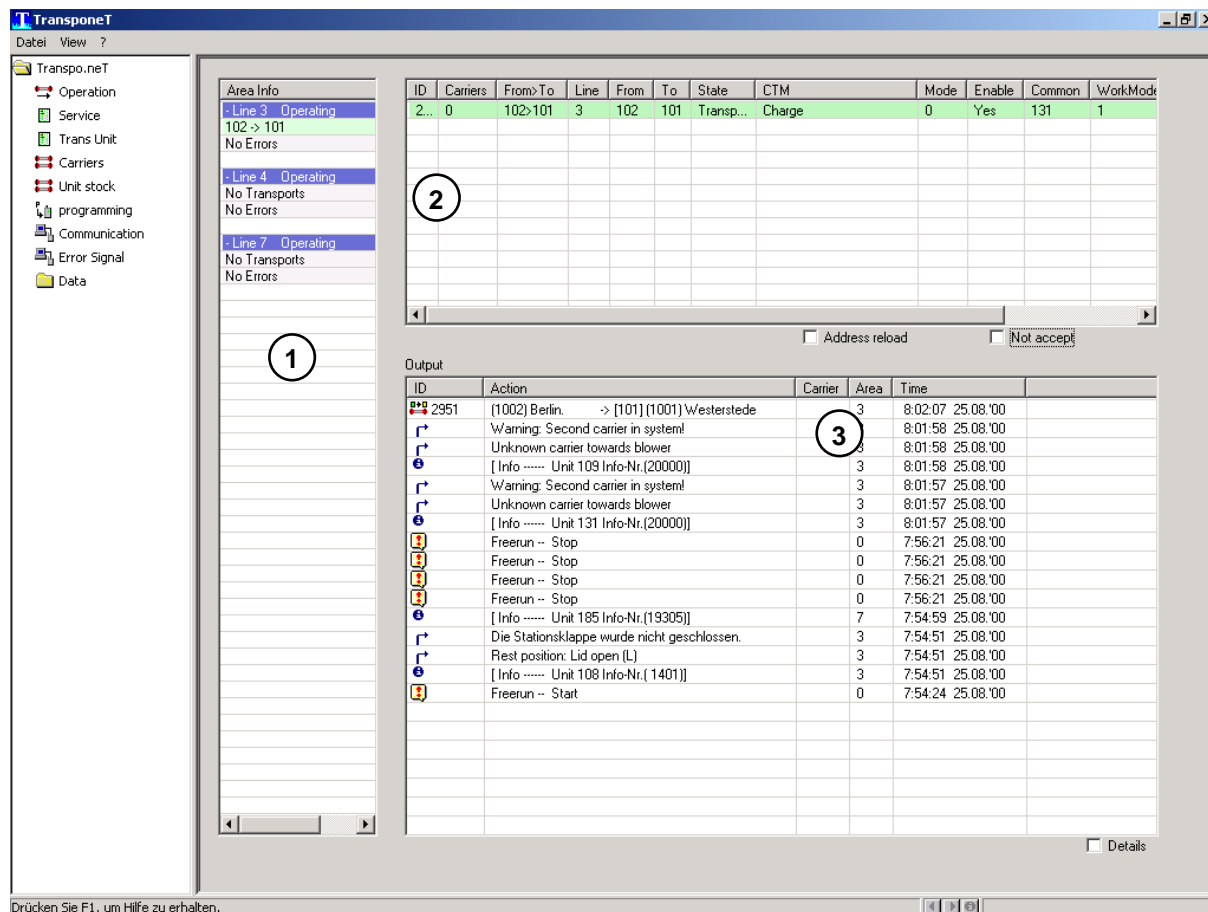 TransponeT
Datei View ?
Transpo.neT
Operation
Service
Trans Unit
Carriers
Unit stock
programming
Communication
Error Signal
Data
Area Info
- Line 3 Operating
102 -> 101
No Errors
- Line 4 Operating
No Transports
No Errors
- Line 7 Operating
No Transports
No Errors
1
ID Carriers From>To Line From To State CTM Mode Enable Common WorkMode
2... 0 102>101 3 102 101 Transp... Charge 0 Yes 131 1
2
Address reload Not accept
Output
ID Action Carrier Area Time
2951 (1002) Berlin. -> [101] (1001) Westerstede 3 8:02:07 25.08.'00
Warning: Second carrier in system! 8:01:58 25.08.'00
Unknown carrier towards blower 8:01:58 25.08.'00
3
[ Info ------ Unit 109 Info-Nr.(20000)] 3 8:01:58 25.08.'00
Warning: Second carrier in system! 3 8:01:57 25.08.'00
Unknown carrier towards blower 3 8:01:57 25.08.'00
[ Info ------ Unit 131 Info-Nr.(20000)] 3 8:01:57 25.08.'00
Freerun -- Stop 0 7:56:21 25.08.'00
Freerun -- Stop 0 7:56:21 25.08.'00
Freerun -- Stop 0 7:56:21 25.08.'00
Freerun -- Stop 0 7:56:21 25.08.'00
[ Info ------ Unit 185 Info-Nr.(19305)] 7 7:54:59 25.08.'00
Die Stationsklappe wurde nicht geschlossen. 3 7:54:51 25.08.'00
Rest position: Lid open (L) 3 7:54:51 25.08.'00
[ Info ------ Unit 108 Info-Nr.( 1401)] 3 7:54:51 25.08.'00
Freerun -- Start 0 7:54:24 25.08.'00
Details
Drücken Sie F1, um Hilfe zu erhalten.